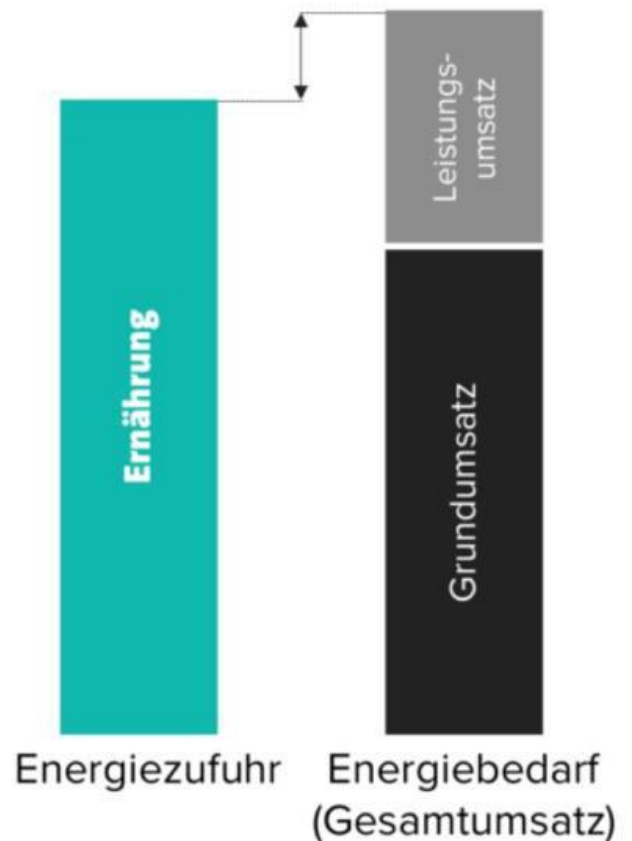 Leistungs-
umsatz
Ernährung
Grundumsatz
Energiezufuhr
Energiebedarf
(Gesamtumsatz)